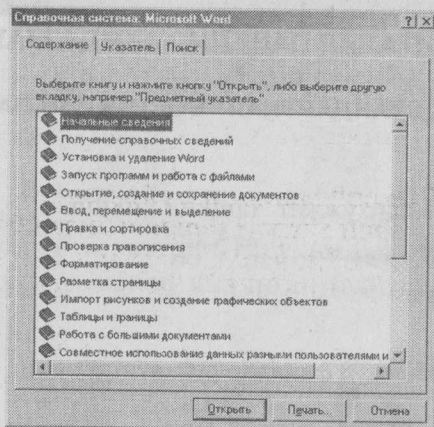 Справочная система: Microsoft Word
Содержание Указатель Поиск
Выберите книгу и нажмите кнопку "Открыть", либо выберите другую
вкладку, например "Предметный указатель"
Начальные сведения
Получение справочных сведений
Установка и удаление Word
Запуск программ и работа с файлами
Открытие, создание и сохранение документов
Ввод, перемещение и выделение
Правка и сортировка
Проверка правописания
Форматирование
Разметка страницы
Импорт рисунков и создание графических объектов
Таблицы и границы
Работа с большими документами
Совместное использование данных разными пользователями и
Открыть Печать... Отмена